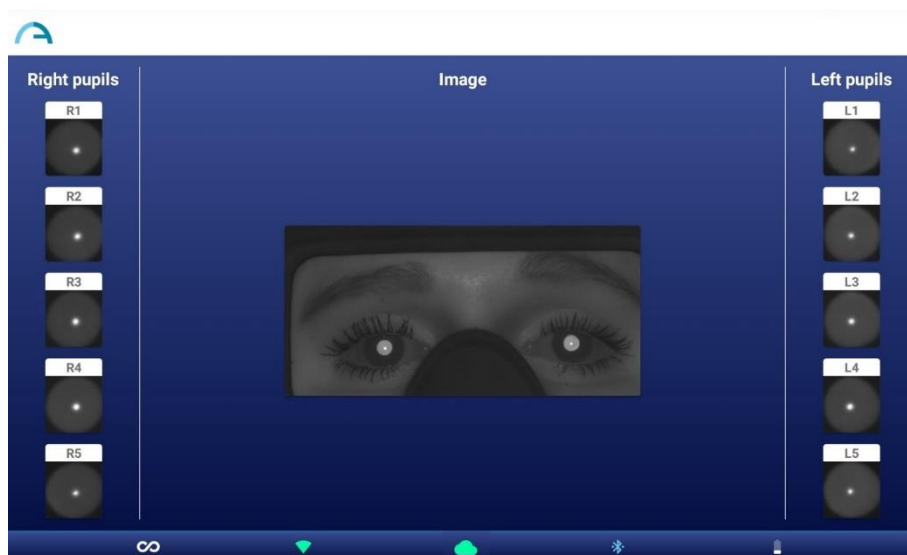 Right pupils
Image
Left pupils
R1
L1
R2
L2
R3
L3
R4
L4
R5
L5